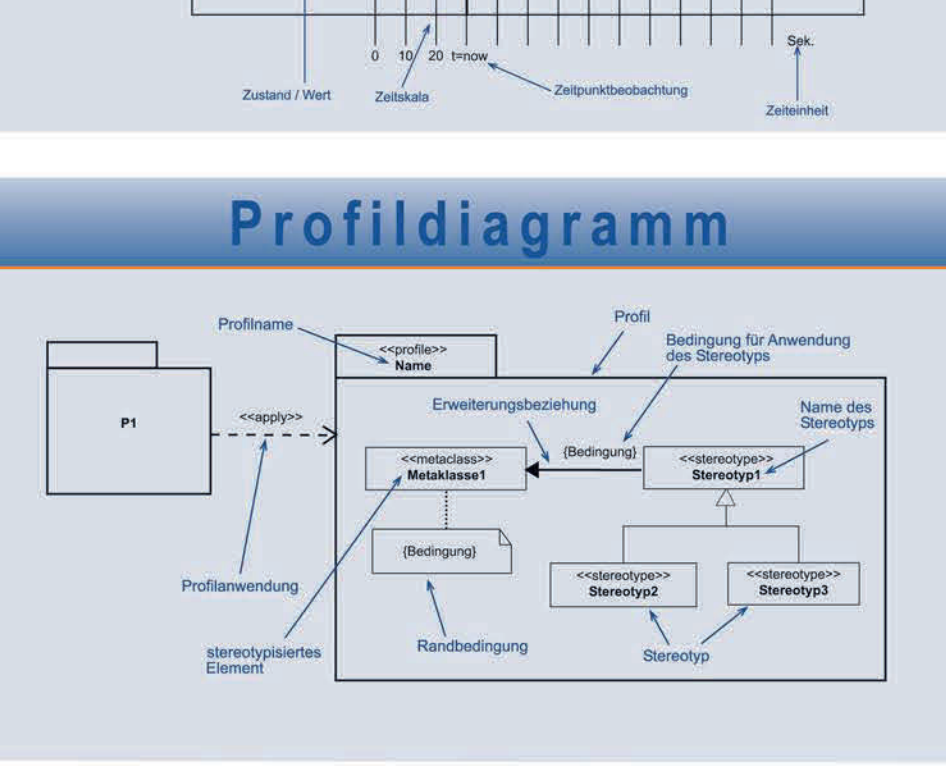 Sek.
0 10 20 t=now
Zustand / Wert
Zeitskala
Zeitpunktbeobachtung
Zeiteinheit
Profildiagramm
Profilname
Profil
<<profile>>
Name
Bedingung für Anwendung
des Stereotyps
P1
<<apply>>
Erweiterungsbeziehung
Name des
Stereotyps
{Bedingung}
<<metaclass>>
Metaklasse1
<<stereotype>>
Stereotyp1
{Bedingung}
<<stereotype>>
Stereotyp2
<<stereotype>>
Stereotyp3
Profilanwendung
stereotypisiertes
Element
Randbedingung
Stereotyp